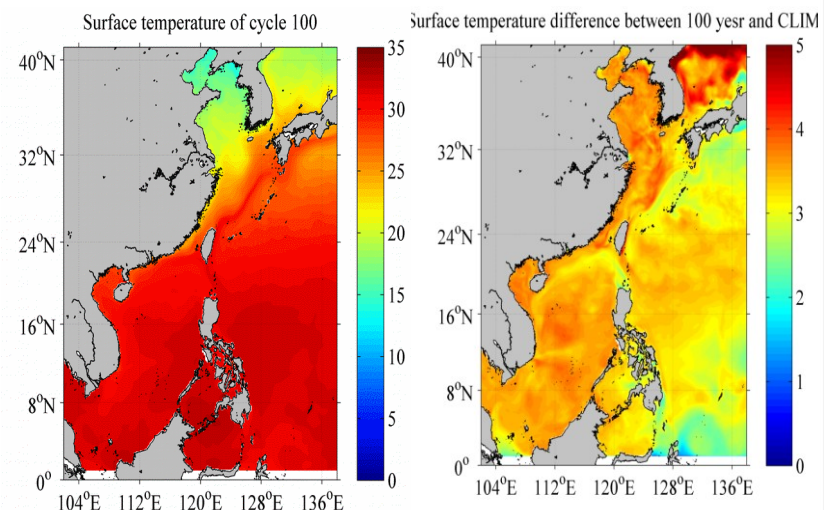 Surface temperature of cycle 100
40°N
32°N
24°N
16°N
8°N
0°
104°E 112°E 120°E 128°E 136°E
35
30
25
20
15
10
5
0
Surface temperature difference between 100 yesr and CLIM
40°N
32°N
24°N
16°N
8°N
0°
104°E 112°E 120°E 128°E 136°E
5
4
3
2
1
0